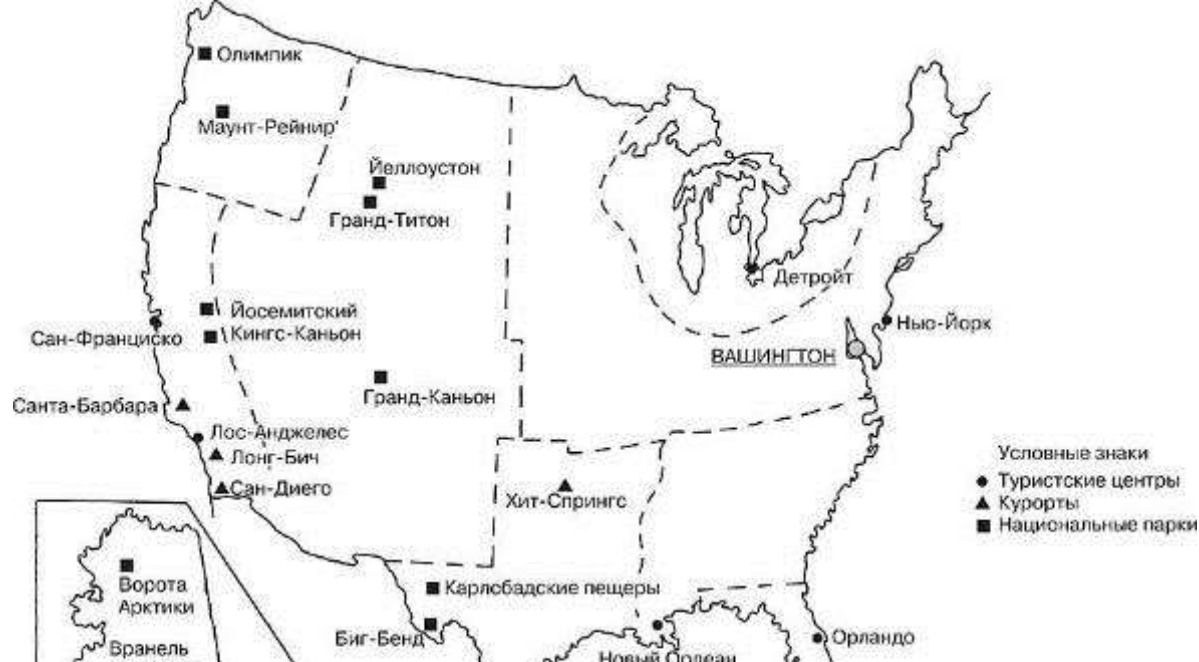 Олимпик
Маунт-Рейнир
Йеллоустон
Гранд-Титон
Детройт
Йосемитский
Кингс-Каньон
Сан-Франциско
Нью-Йорк
ВАШИНГТОН
Гранд-Каньон
Санта-Барбара
Лос-Анджелес
Лонг-Бич
Сан-Диего
Хит-Спрингс
Условные знаки
Туристские центры
Курорты
Национальные парки
Ворота
Арктики
Карлсбадские пещеры
Биг-Бенд
Вранель
Орландо
Новый Орлеан